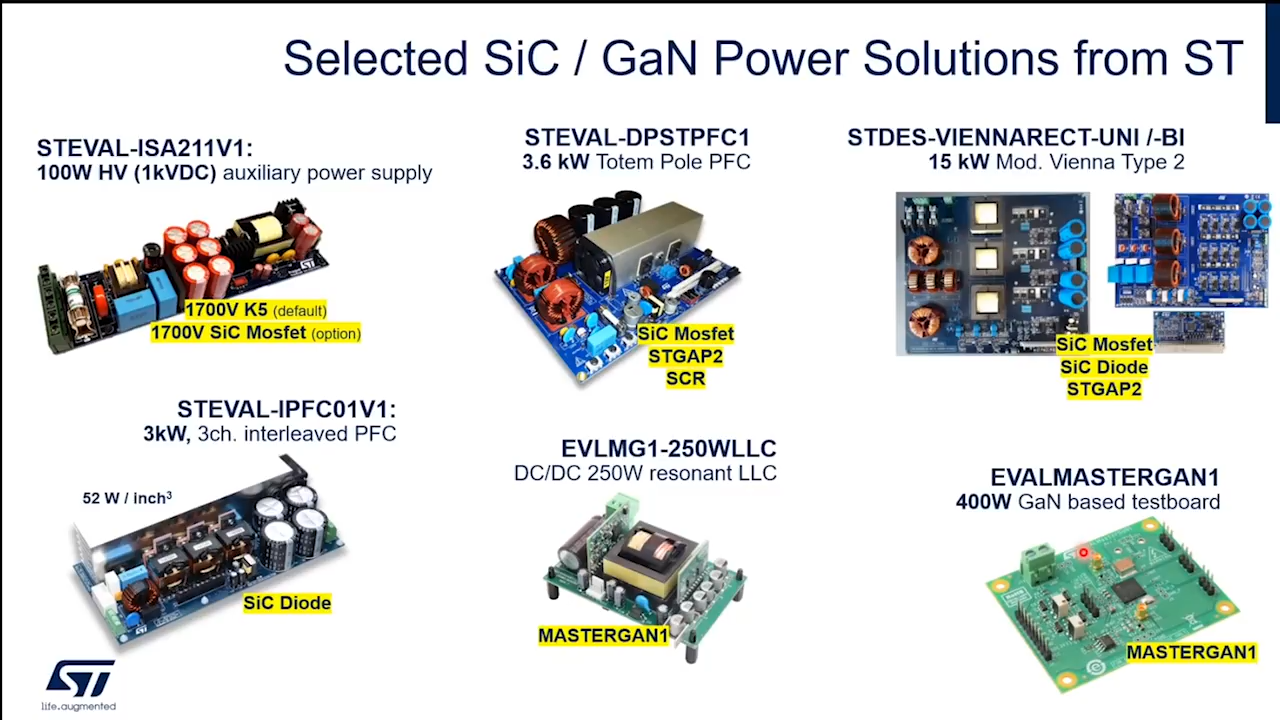 Selected SiC / GaN Power Solutions from ST
STEVAL-ISA211V1:
100W HV (1kVDC) auxiliary power supply
1700V K5 (default)
1700V SiC Mosfet (option)
STEVAL-DPSTPFC1
3.6 kW Totem Pole PFC
SiC Mosfet
STGAP2
SCR
STDES-VIENNARECT-UNI /-BI
15 kW Mod. Vienna Type 2
SiC Mosfet
SiC Diode
STGAP2
STEVAL-IPFC01V1:
3kW, 3ch. interleaved PFC
52 W / inch³
SiC Diode
EVLMG1-250WLLC
DC/DC 250W resonant LLC
MASTERGAN1
EVALMASTERGAN1
400W GaN based testboard
MASTERGAN1
ST
life.augmented